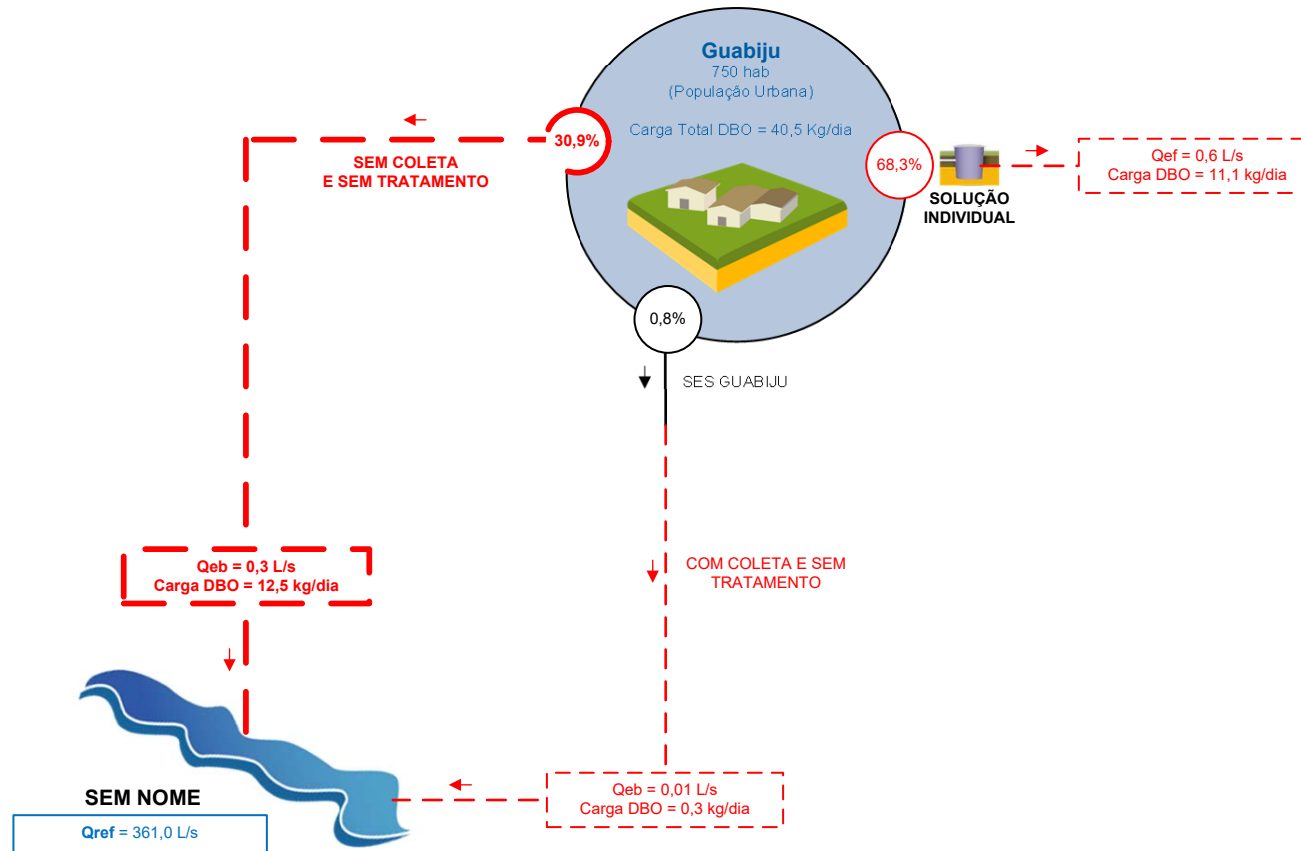 Guabiju
750 hab
(População Urbana)
Carga Total DBO = 40,5 Kg/dia
30,9%
SEM COLETA
E SEM TRATAMENTO
68,3%
SOLUÇÃO
INDIVIDUAL
Qef = 0,6 L/s
Carga DBO = 11,1 kg/dia
0,8%
SES GUABIJU
COM COLETA E SEM
TRATAMENTO
Qeb = 0,3 L/s
Carga DBO = 12,5 kg/dia
Qeb = 0,01 L/s
Carga DBO = 0,3 kg/dia
SEM NOME
Qref = 361,0 L/s